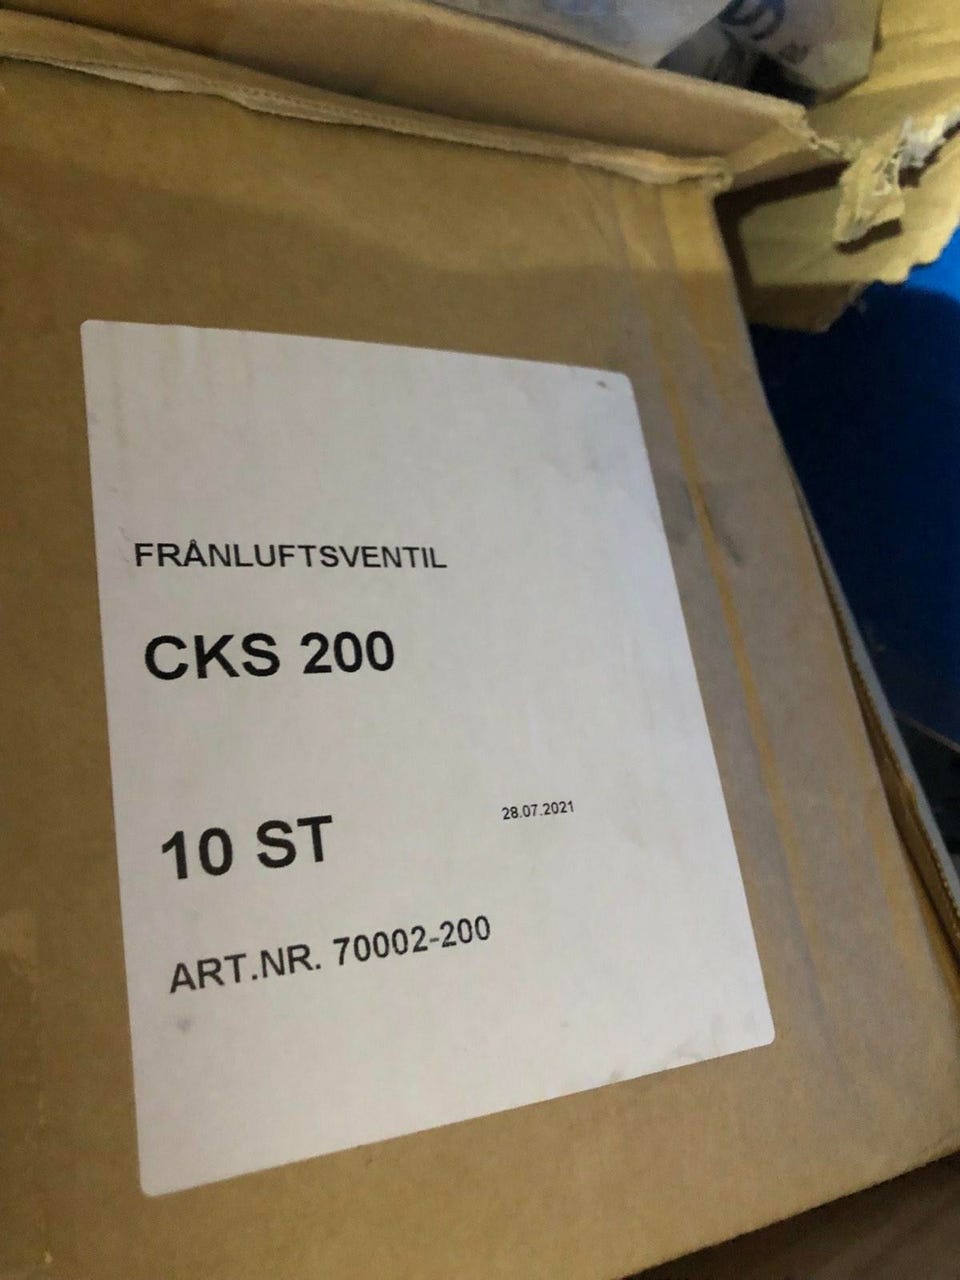 FRÅNLUFTSVENTIL
CKS 200
10 ST
28.07.2021
ART.NR. 70002-200